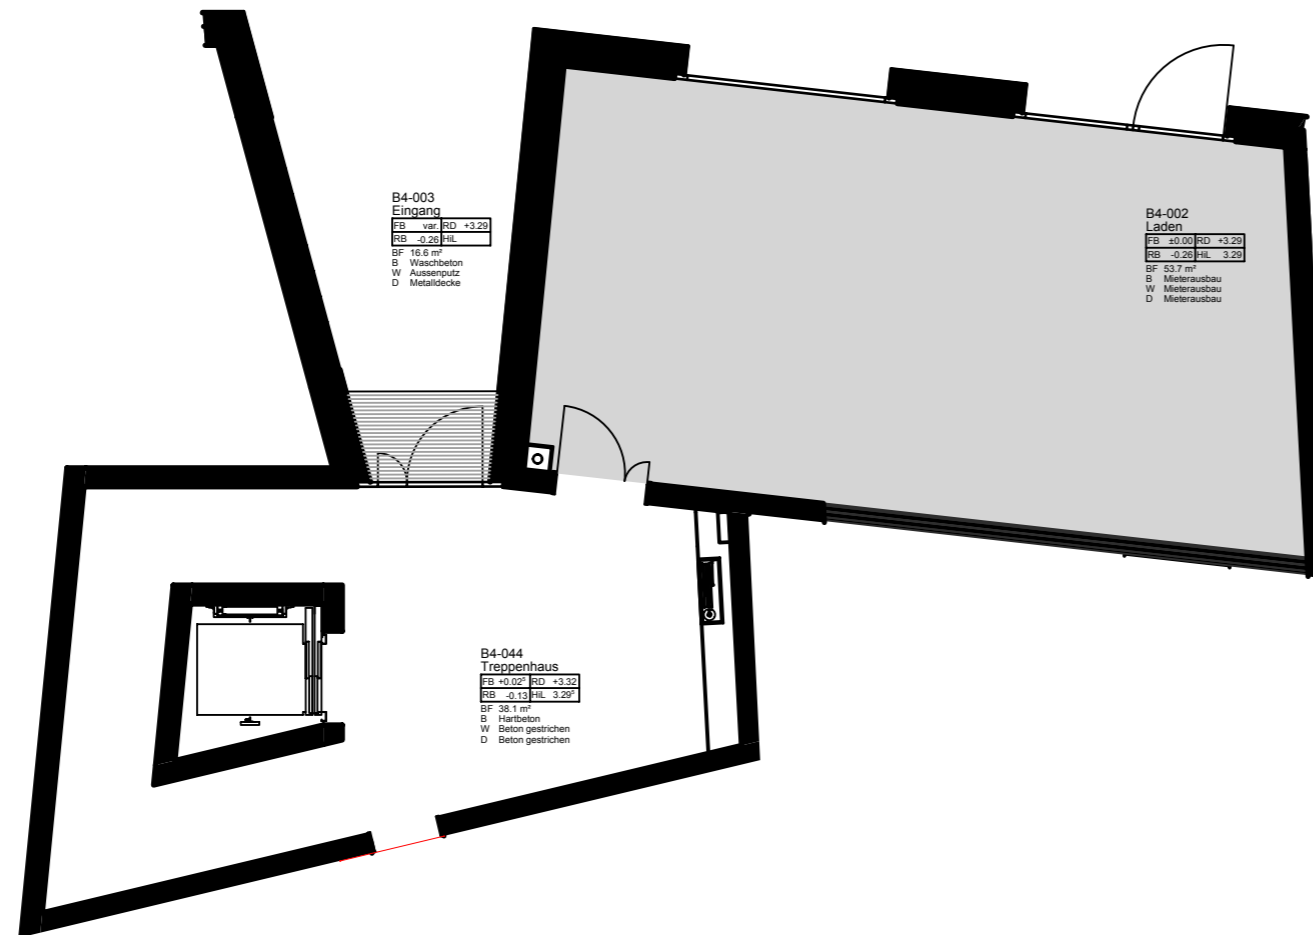 B4-003
Eingang
FB var. RD +3.29
RB -0.26 HiL
BF 16.6 m²
B Waschbeton
W Aussenputz
D Metalldecke
B4-002
Laden
FB ±0.00 RD +3.29
RB -0.26 HiL 3.29
BF 53.7 m²
B Mieterausbau
W Mieterausbau
D Mieterausbau
B4-044
Treppenhaus
FB +0.02⁵ RD +3.32
RB -0.13 HiL 3.29⁵
BF 38.1 m²
B Hartbeton
W Beton gestrichen
D Beton gestrichen